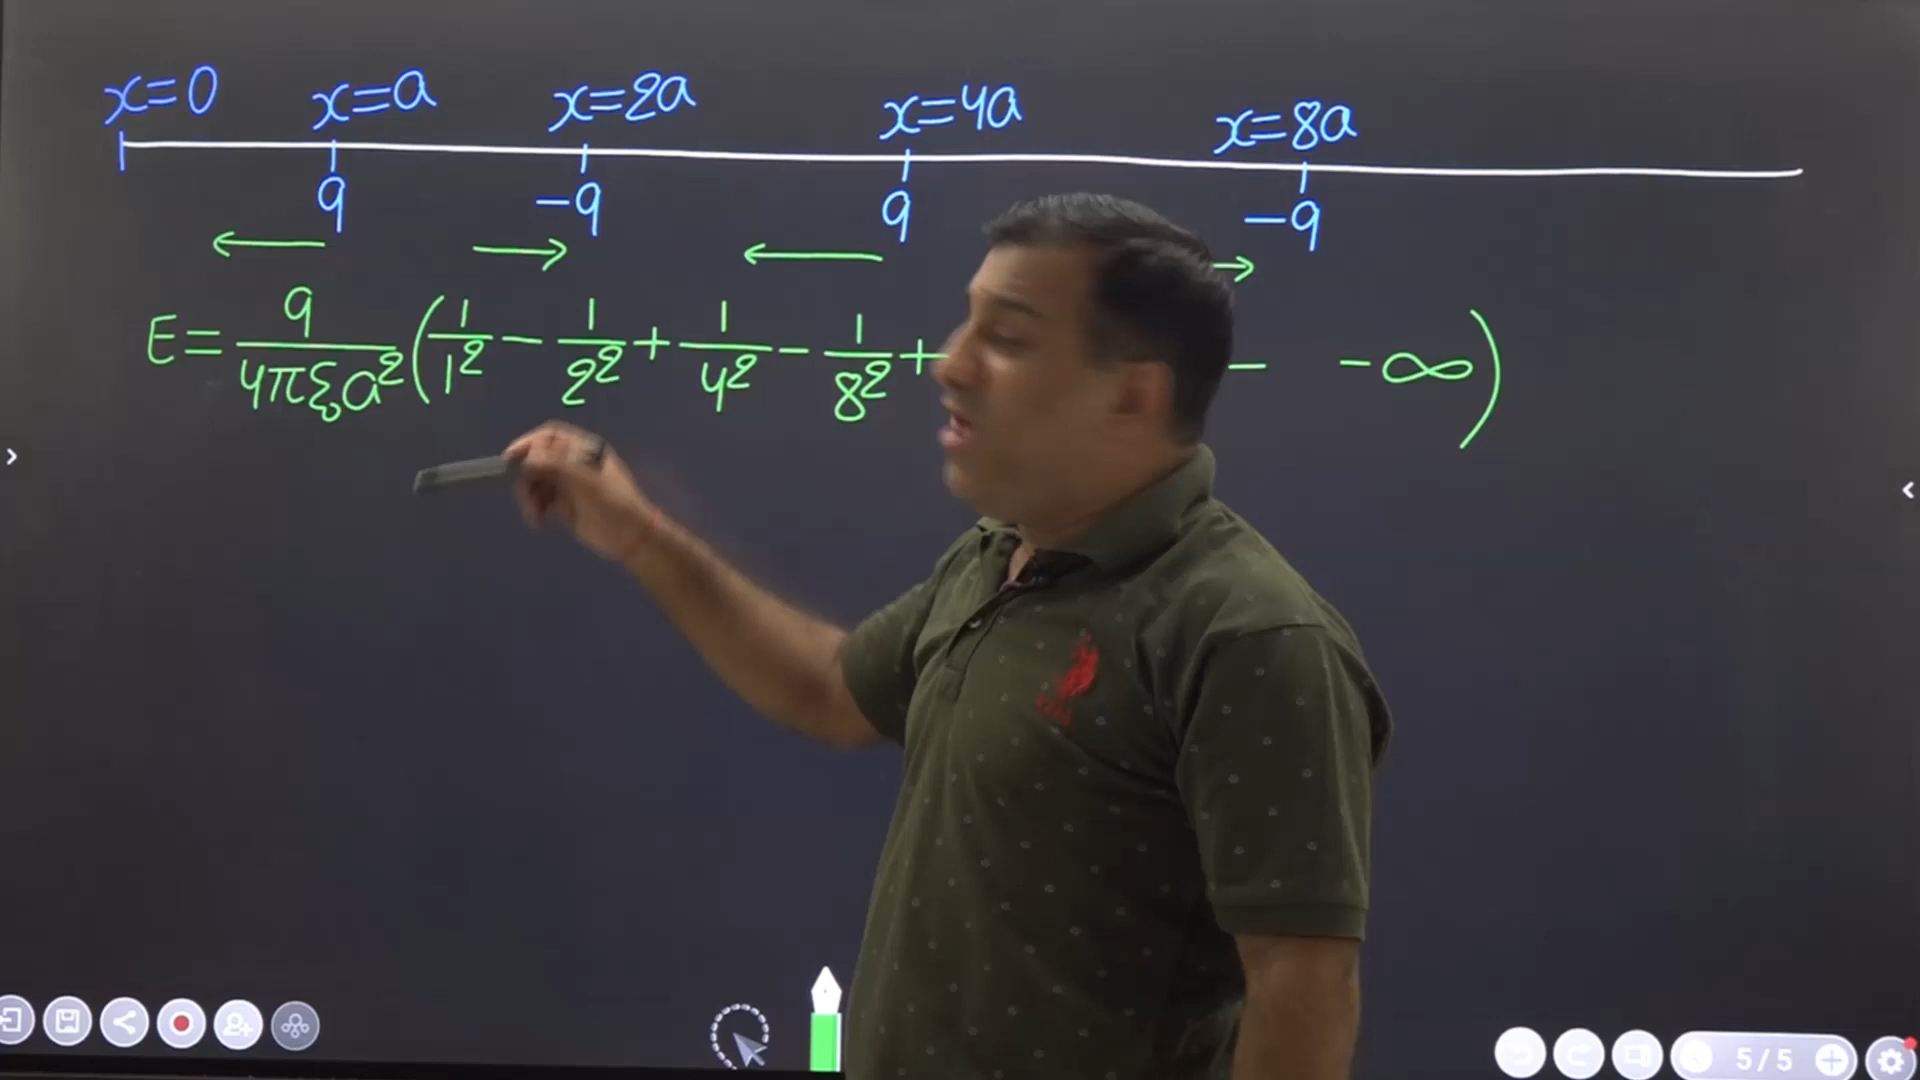 x=0 x=a x=2a x=4a x=8a
q -q q -q
← → ← →
E = q/4πε₀a² (1/1² - 1/2² + 1/4² - 1/8² + - -∞)
5/5